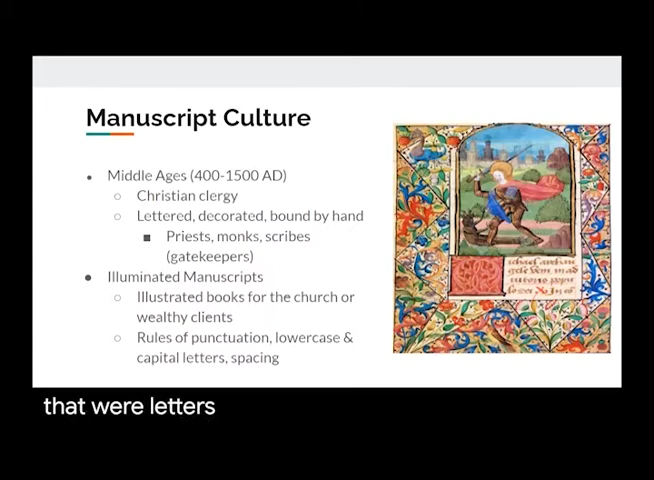 Manuscript Culture
Middle Ages (400-1500 AD)
Christian clergy
Lettered, decorated, bound by hand
Priests, monks, scribes
(gatekeepers)
Illuminated Manuscripts
Illustrated books for the church or
wealthy clients
Rules of punctuation, lowercase &
capital letters, spacing
that were letters